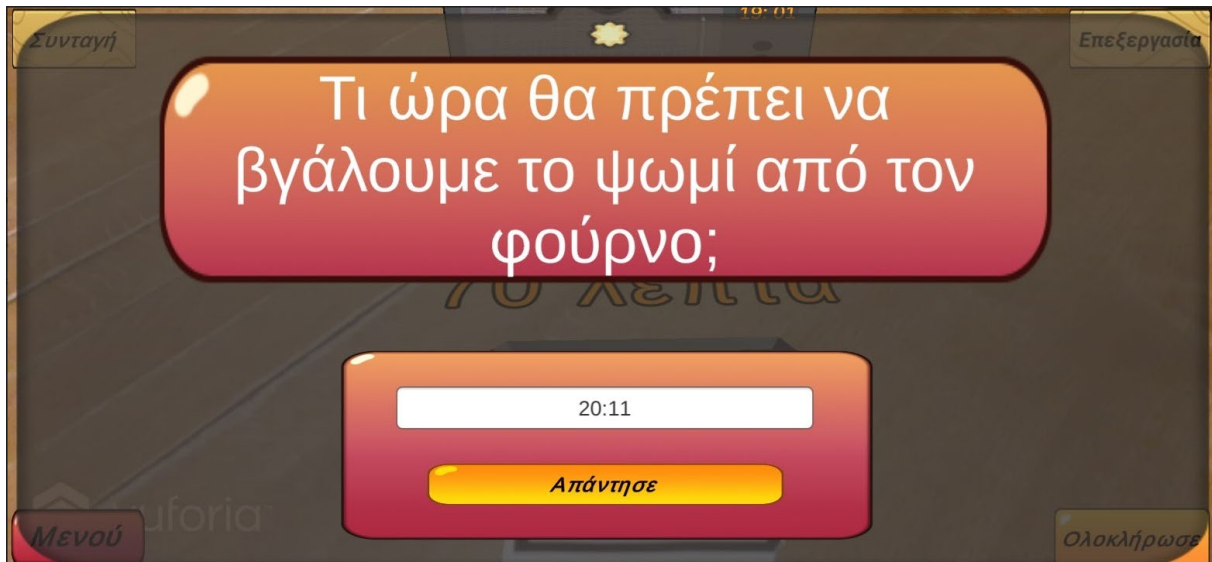 19:01
Συνταγή
Επεξεργασία
Τι ώρα θα πρέπει να
βγάλουμε το ψωμί από τον
φούρνο;
70 λεπτά
20:11
Απάντησε
Μενού
Ολοκλήρωσε